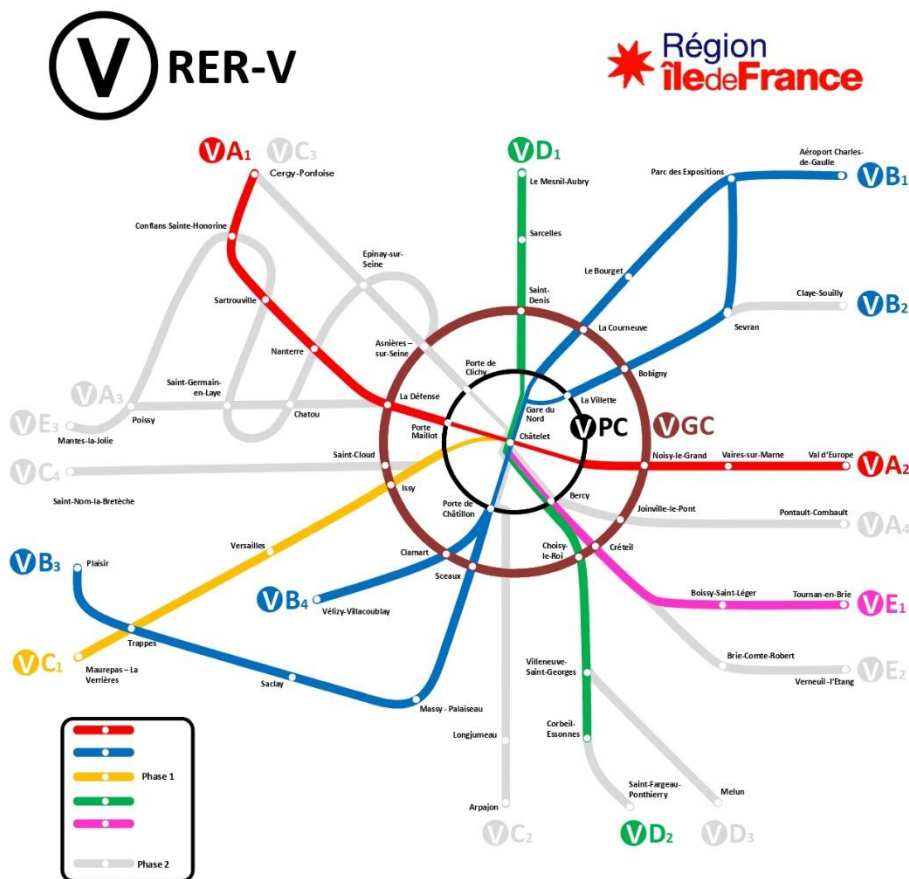 V RER-V
Région
îledeFrance
VA1
VC3
Cergy-Pontoise
VD1
Le Mesnil-Aubry
Parc des Expositions
Aéroport Charles-
de-Gaulle
VB1
Conflans Sainte-Honorine
Epinay-sur-
Seine
Sarcelles
Le Bourget
Sartrouville
Saint-
Denis
Claye-Souilly
VB2
La Courneuve
Sevran
Nanterre
Asnières –
sur-Seine
Porte de
Clichy
Bobigny
VA3
Saint-Germain-
en-Laye
La Défense
La Villette
VE3
Mantes-la-Jolie
Poissy
Chatou
Porte
Maillot
Gare du
Nord
VPC
VGC
Châtelet
VC4
Saint-Nom-la-Bretèche
Saint-Cloud
Noisy-le-Grand
Vaires-sur-Marne
Val d'Europe
VA2
Issy
Bercy
Porte de
Châtillon
Joinville-le-Pont
Pontault-Combault
VA4
Versailles
Clamart
Choisy-
le-Roi
Créteil
VB3
Plaisir
Sceaux
VB4
Vélizy-Villacoublay
Boissy-Saint-Léger
Tournan-en-Brie
VE1
Trappes
VC1
Maurepas – La
Verrières
Saclay
Massy - Palaiseau
Villeneuve-
Saint-Georges
Brie-Comte-Robert
Verneuil -l'Etang
VE2
Longjumeau
Corbeil-
Essonnes
Phase 1
Saint-Fargeau-
Ponthierry
Melun
Arpajon
VC2
VD2
VD3
Phase 2